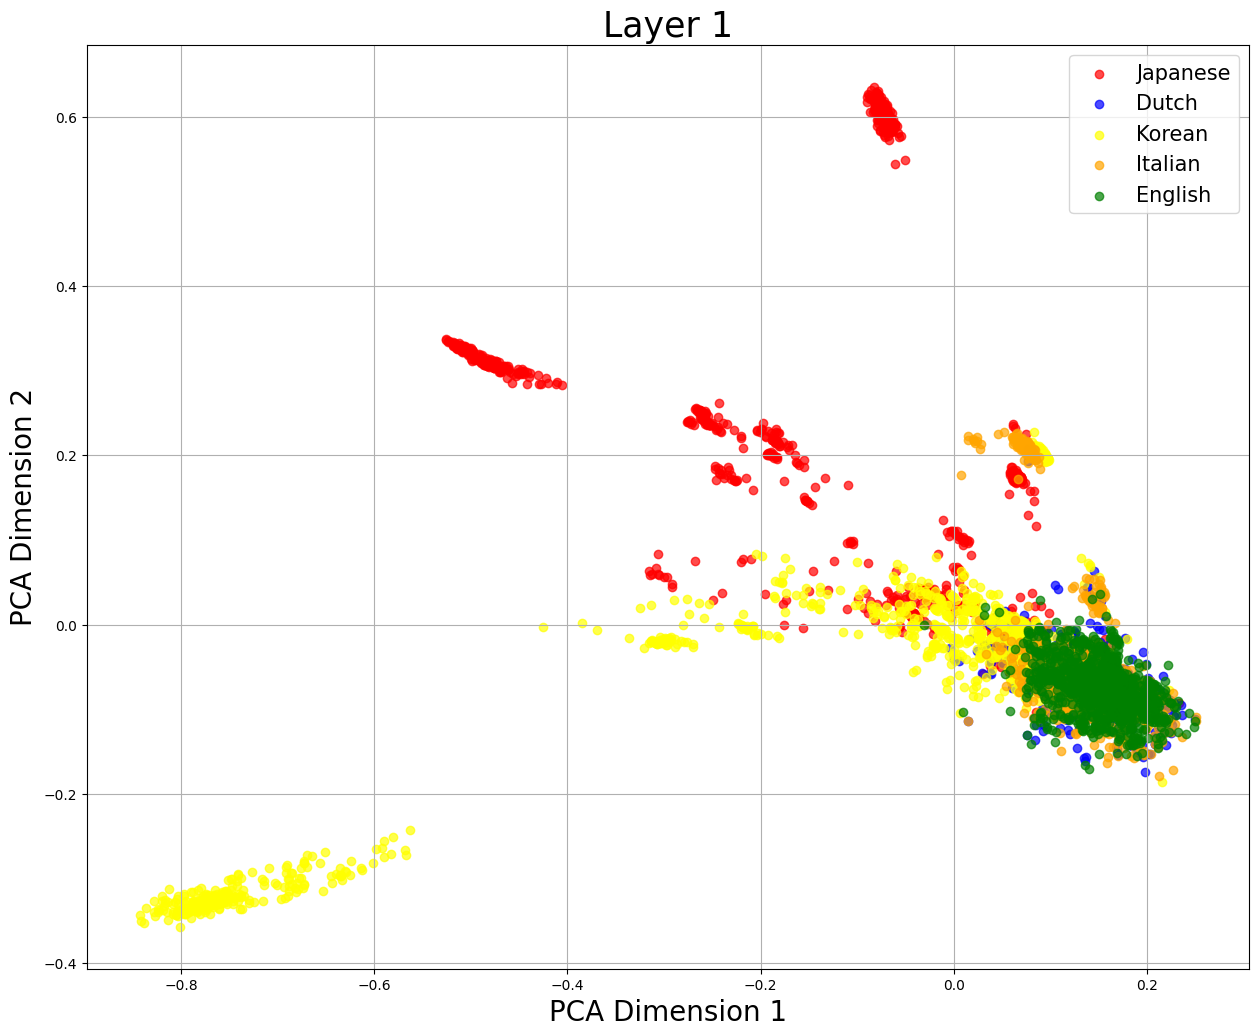 Layer 1
Japanese
Dutch
Korean
Italian
English
PCA Dimension 2
0.6
0.4
0.2
0.0
−0.2
−0.4
−0.8
−0.6
−0.4
−0.2
0.0
0.2
PCA Dimension 1